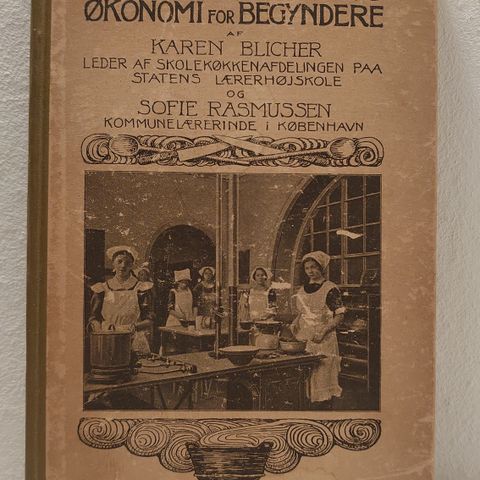 ØKONOMI FOR BEGYNDERE
AF
KAREN BLICHER
LEDER AF SKOLEKØKKENAFDELINGEN PAA
STATENS LÆRERHØJSKOLE
OG
SOFIE RASMUSSEN
KOMMUNELÆRERINDE I KØBENHAVN